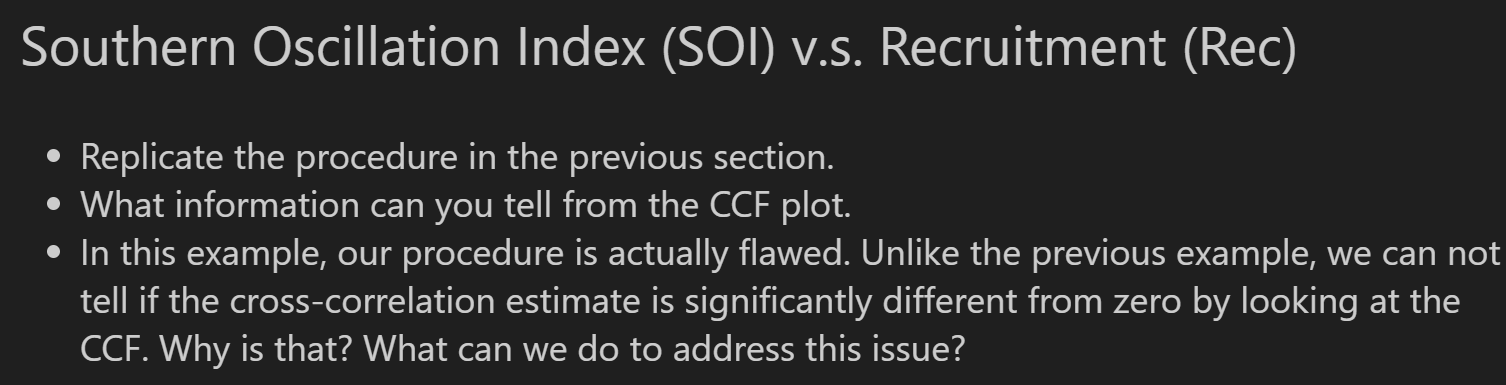 Southern Oscillation Index (SOI) v.s. Recruitment (Rec)
• Replicate the procedure in the previous section.
• What information can you tell from the CCF plot.
• In this example, our procedure is actually flawed. Unlike the previous example, we can not
tell if the cross-correlation estimate is significantly different from zero by looking at the
CCF. Why is that? What can we do to address this issue?